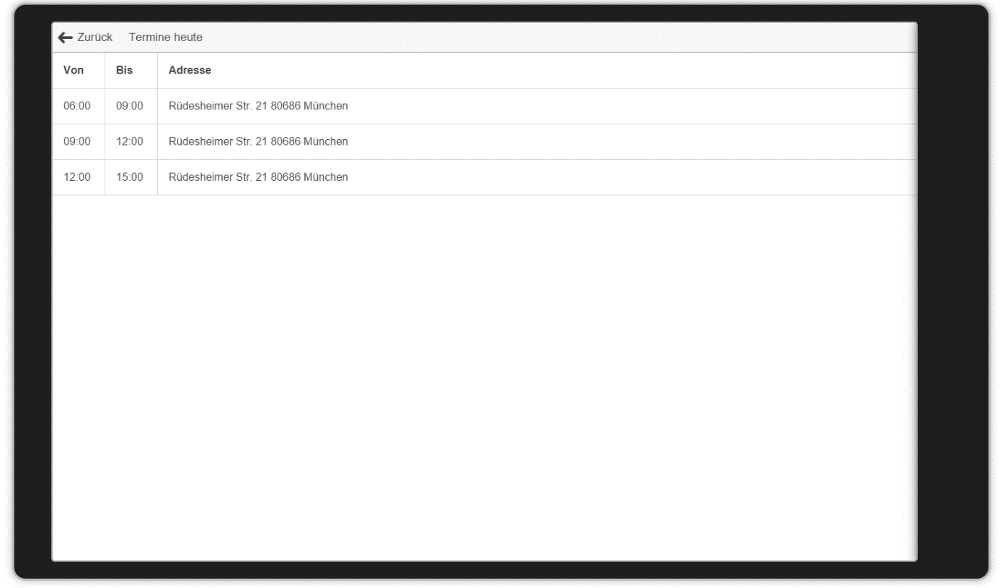 Zurück Termine heute
Von Bis Adresse
06:00 09:00 Rüdesheimer Str. 21 80686 München
09:00 12:00 Rüdesheimer Str. 21 80686 München
12:00 15:00 Rüdesheimer Str. 21 80686 München